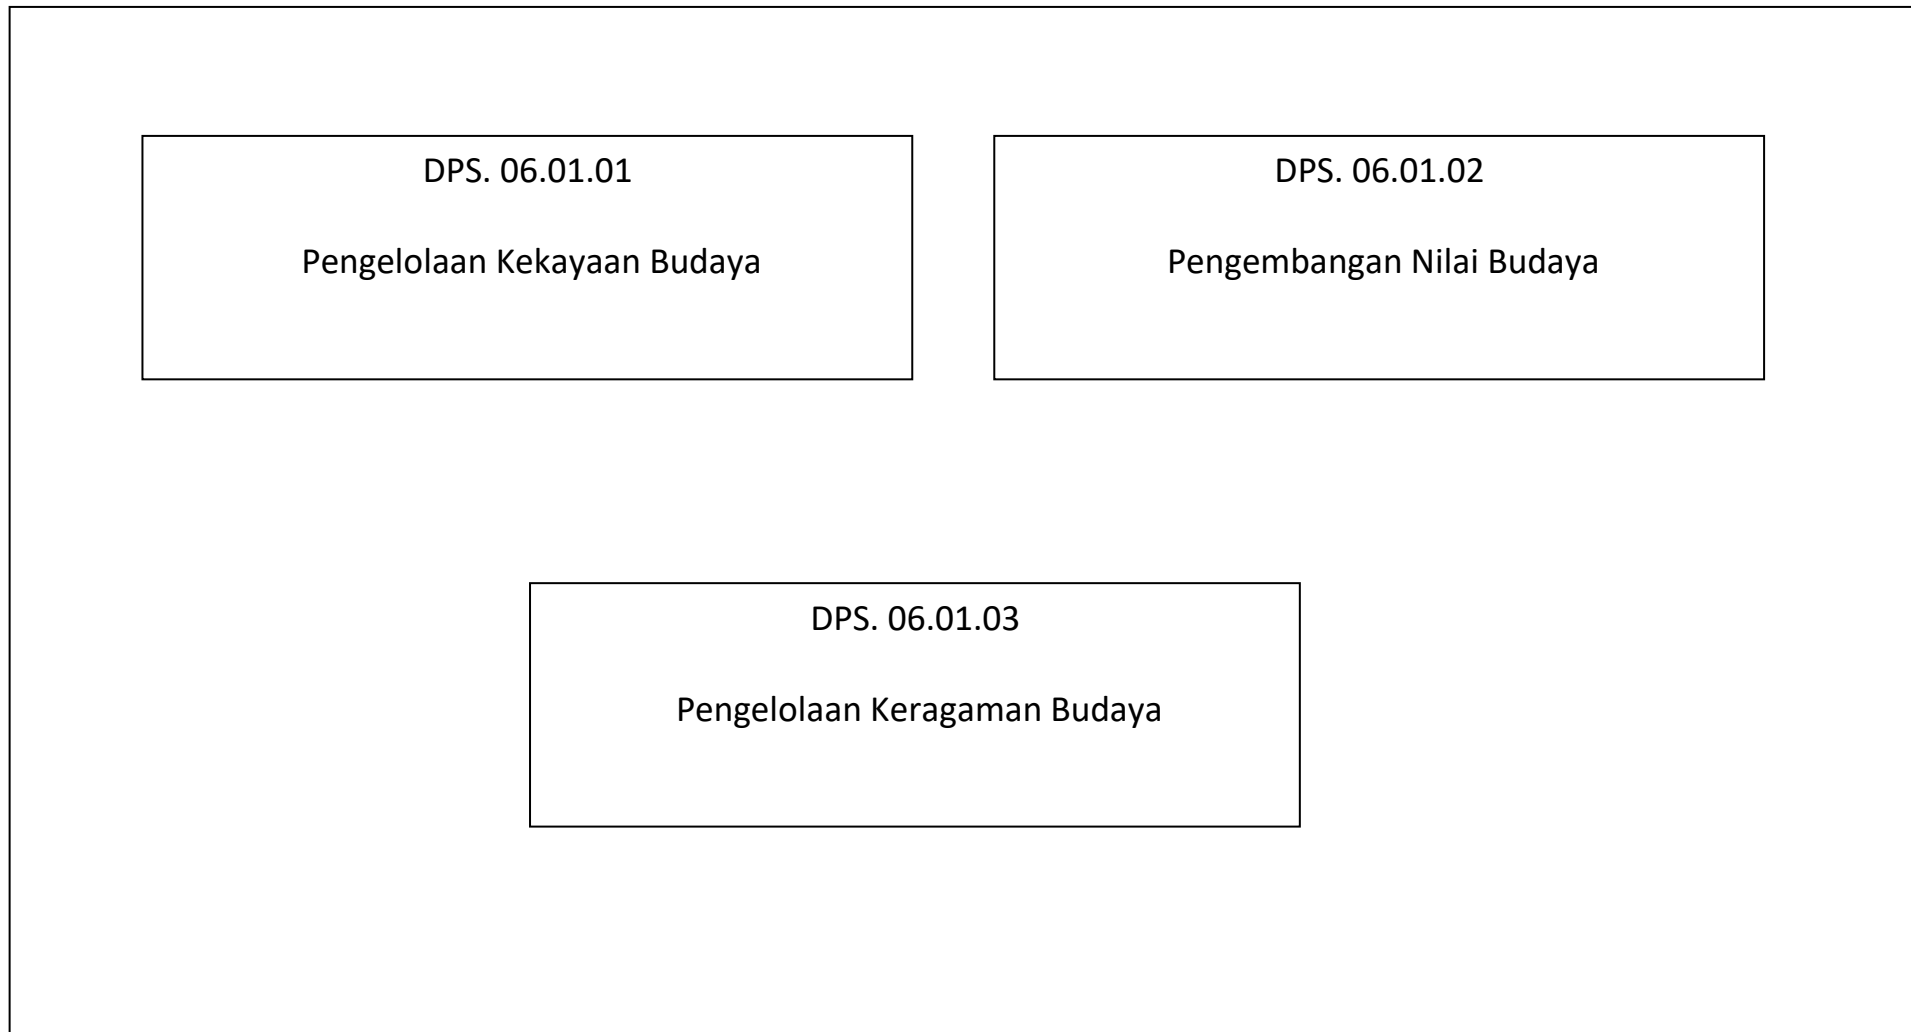 DPS. 06.01.01
Pengelolaan Kekayaan Budaya
DPS. 06.01.02
Pengembangan Nilai Budaya
DPS. 06.01.03
Pengelolaan Keragaman Budaya